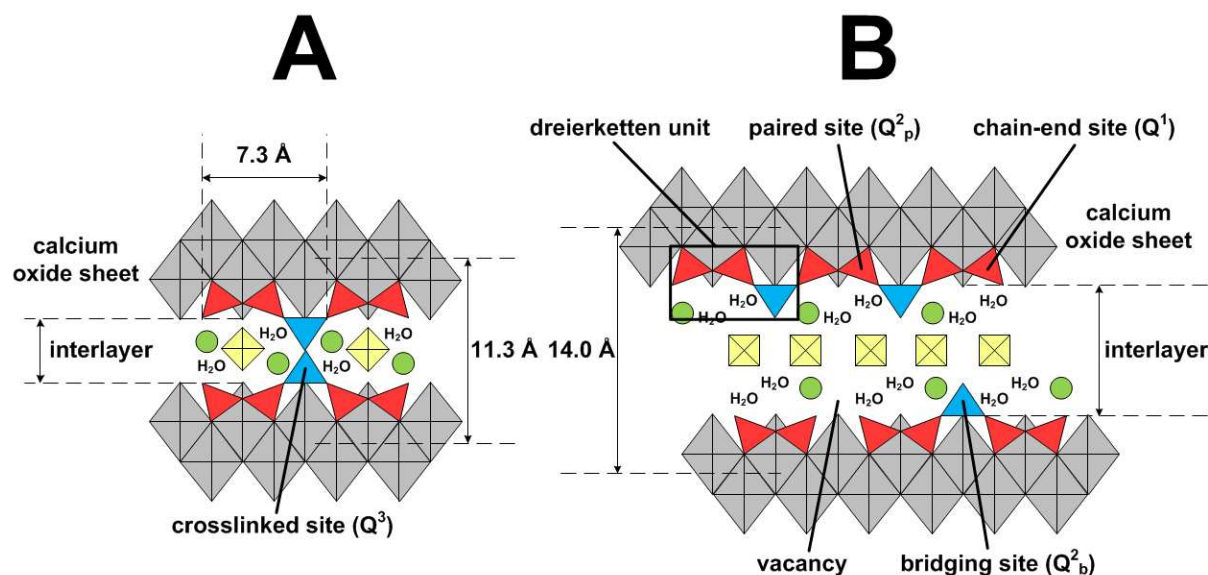 A
B
dreierketten unit
paired site (Q²p)
chain-end site (Q¹)
7.3 Å
calcium
oxide sheet
calcium
oxide sheet
H₂O
H₂O
H₂O
H₂O
H₂O
H₂O
H₂O
H₂O
H₂O
H₂O
interlayer
11.3 Å
14.0 Å
interlayer
H₂O
H₂O
H₂O
H₂O
H₂O
H₂O
crosslinked site (Q³)
vacancy
bridging site (Q²b)